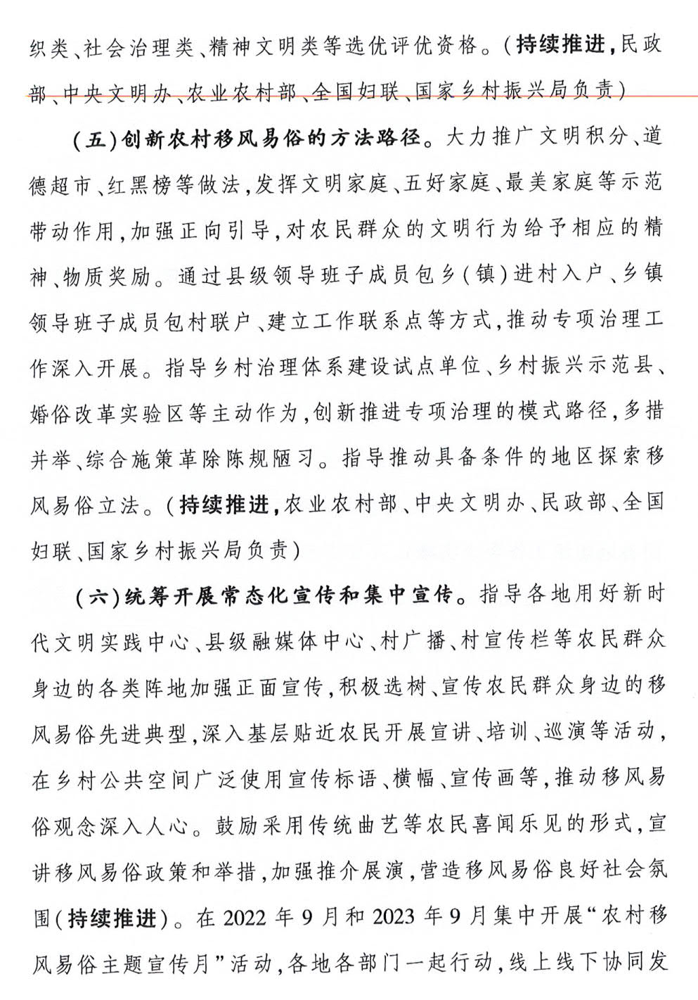 织类、社会治理类、精神文明类等选优评优资格。(持续推进,民政
部、中央文明办、农业农村部、全国妇联、国家乡村振兴局负责)
(五)创新农村移风易俗的方法路径。大力推广文明积分、道
德超市、红黑榜等做法,发挥文明家庭、五好家庭、最美家庭等示范
带动作用,加强正向引导,对农民群众的文明行为给予相应的精
神、物质奖励。通过县级领导班子成员包乡(镇)进村入户、乡镇
领导班子成员包村联户、建立工作联系点等方式,推动专项治理工
作深入开展。指导乡村治理体系建设试点单位、乡村振兴示范县、
婚俗改革实验区等主动作为,创新推进专项治理的模式路径,多措
并举、综合施策革除陈规陋习。指导推动具备条件的地区探索移
风易俗立法。(持续推进,农业农村部、中央文明办、民政部、全国
妇联、国家乡村振兴局负责)
(六)统筹开展常态化宣传和集中宣传。指导各地用好新时
代文明实践中心、县级融媒体中心、村广播、村宣传栏等农民群众
身边的各类阵地加强正面宣传,积极选树、宣传农民群众身边的移
风易俗先进典型,深入基层贴近农民开展宣讲、培训、巡演等活动,
在乡村公共空间广泛使用宣传标语、横幅、宣传画等,推动移风易
俗观念深入人心。鼓励采用传统曲艺等农民喜闻乐见的形式,宣
讲移风易俗政策和举措,加强推介展演,营造移风易俗良好社会氛
围(持续推进)。在 2022 年 9 月和 2023 年 9 月集中开展“农村移
风易俗主题宣传月”活动,各地各部门一起行动,线上线下协同发